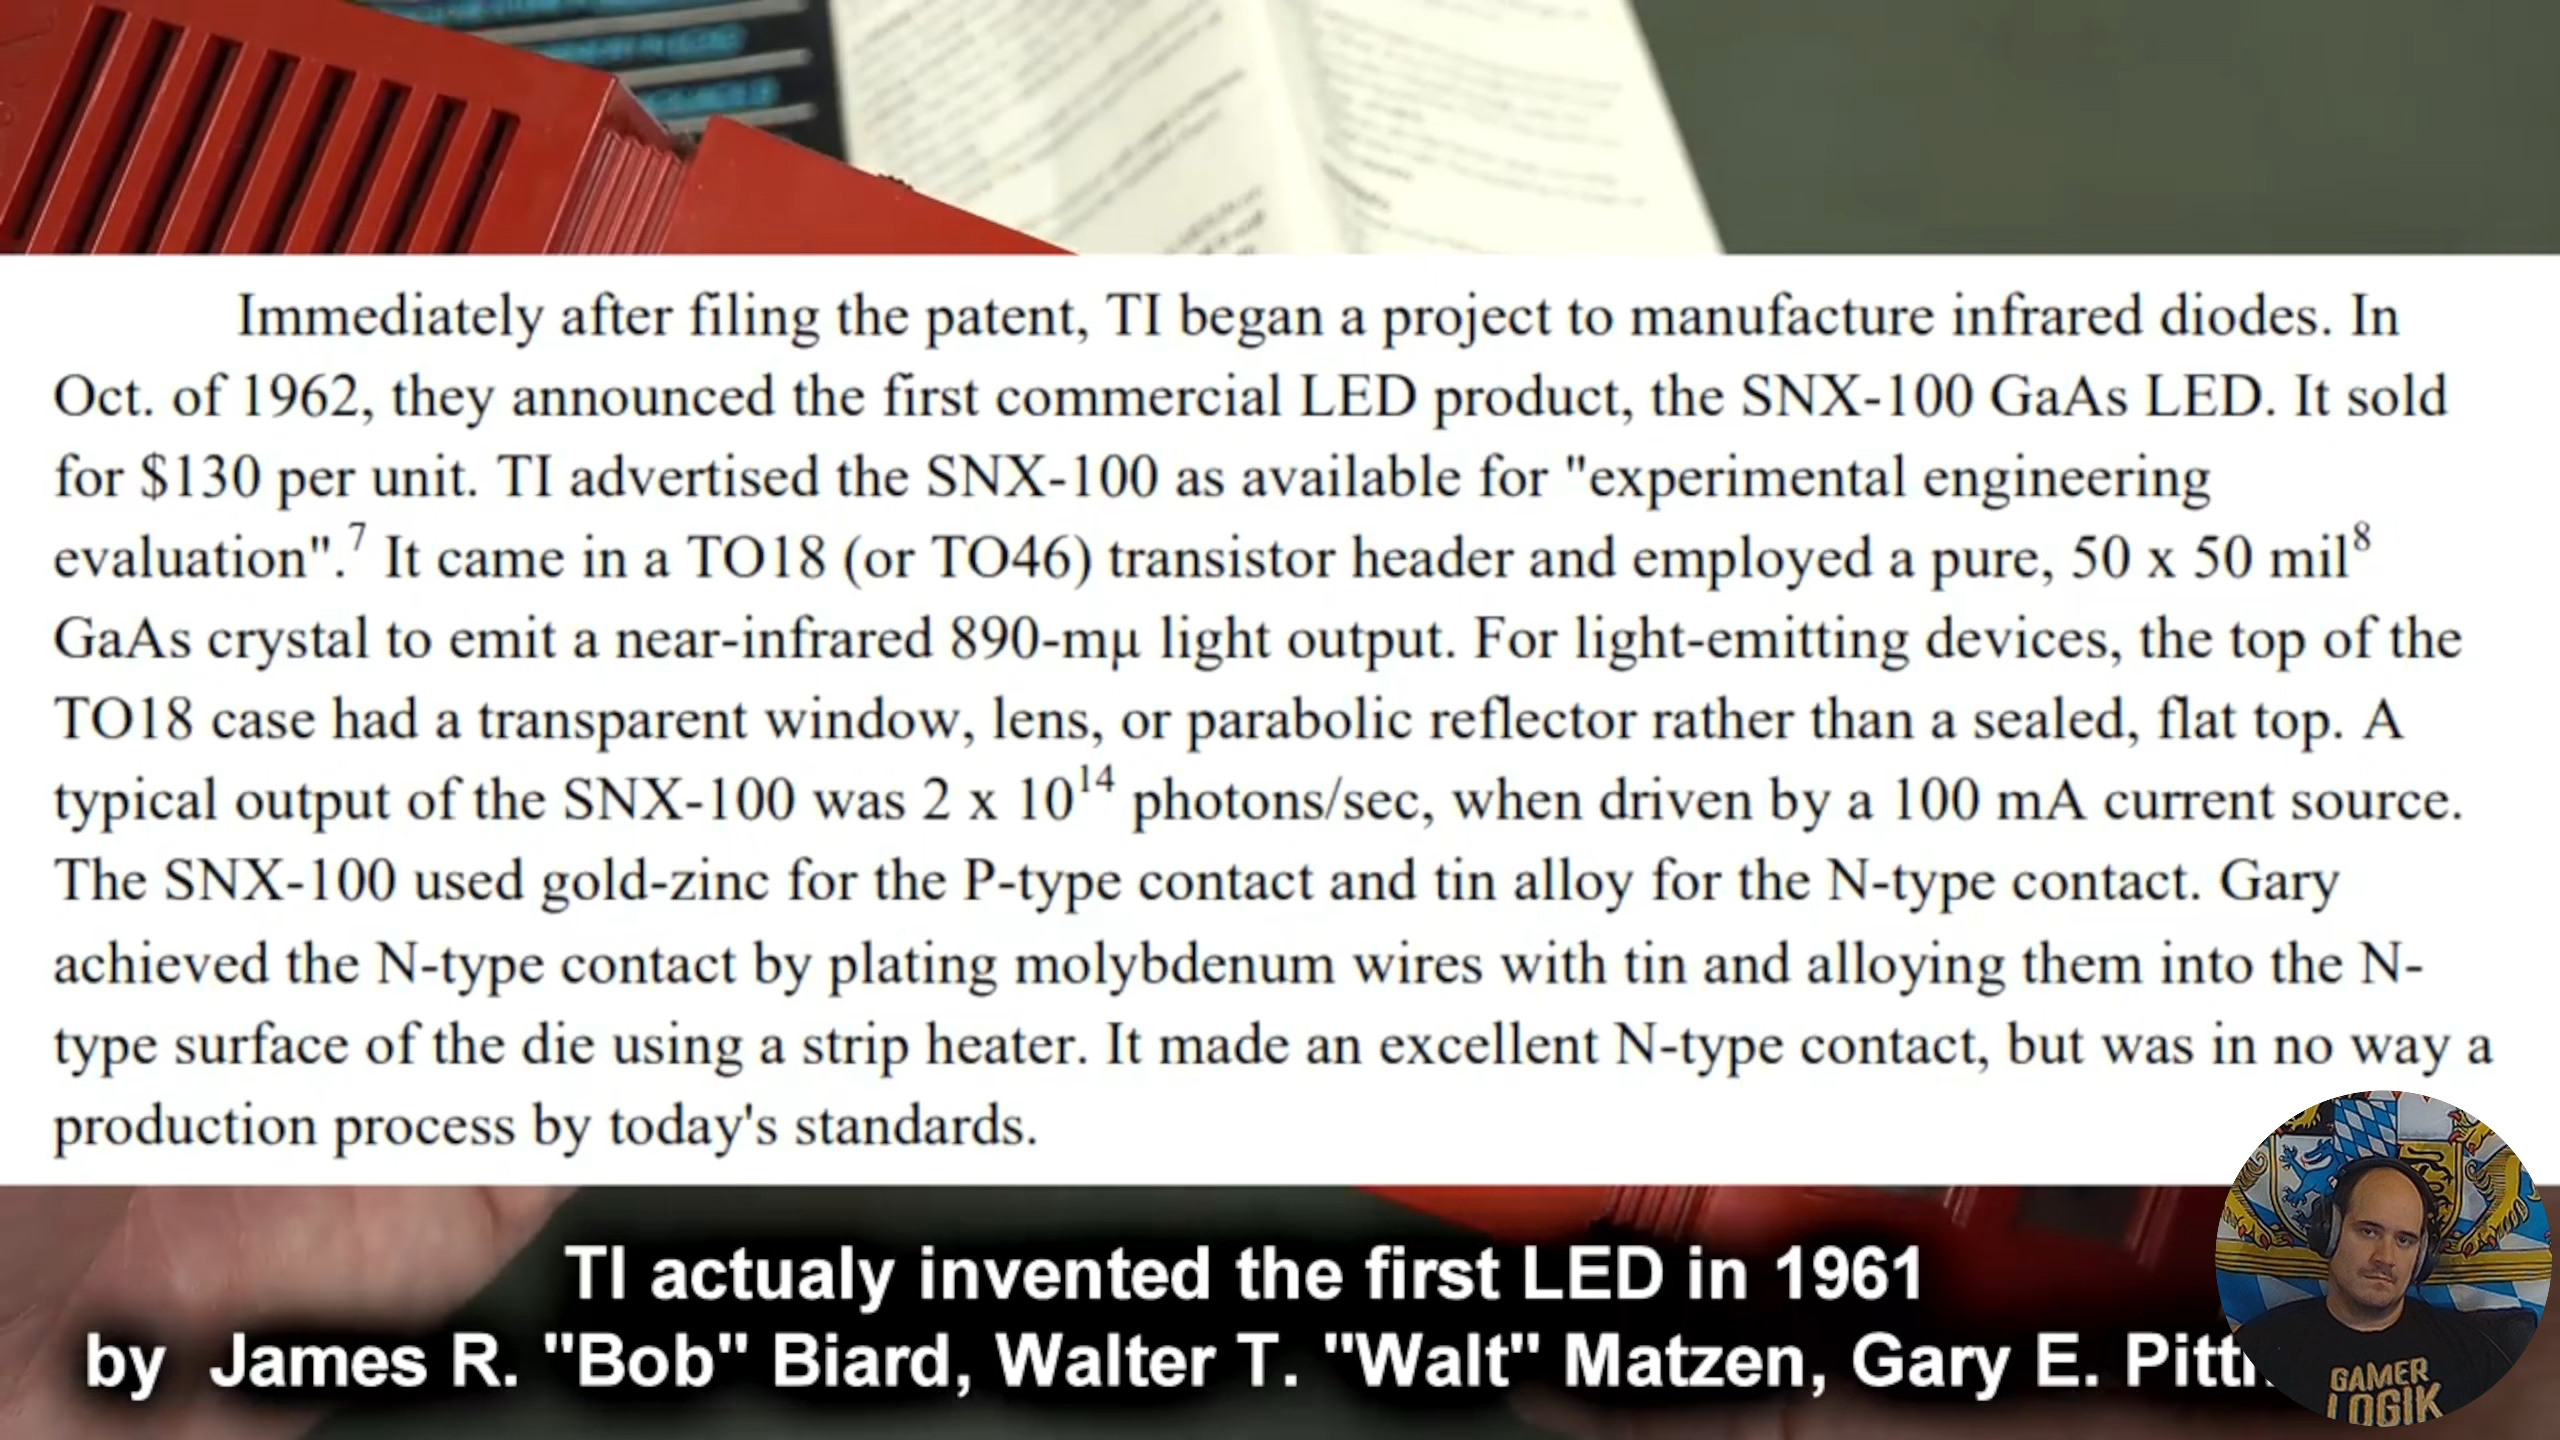 Immediately after filing the patent, TI began a project to manufacture infrared diodes. In
Oct. of 1962, they announced the first commercial LED product, the SNX-100 GaAs LED. It sold
for $130 per unit. TI advertised the SNX-100 as available for "experimental engineering
evaluation".⁷ It came in a TO18 (or TO46) transistor header and employed a pure, 50 x 50 mil⁸
GaAs crystal to emit a near-infrared 890-mμ light output. For light-emitting devices, the top of the
TO18 case had a transparent window, lens, or parabolic reflector rather than a sealed, flat top. A
typical output of the SNX-100 was 2 x 10¹⁴ photons/sec, when driven by a 100 mA current source.
The SNX-100 used gold-zinc for the P-type contact and tin alloy for the N-type contact. Gary
achieved the N-type contact by plating molybdenum wires with tin and alloying them into the N-
type surface of the die using a strip heater. It made an excellent N-type contact, but was in no way a
production process by today's standards.
TI actualy invented the first LED in 1961
by James R. "Bob" Biard, Walter T. "Walt" Matzen, Gary E.
GAMER
LOGIK